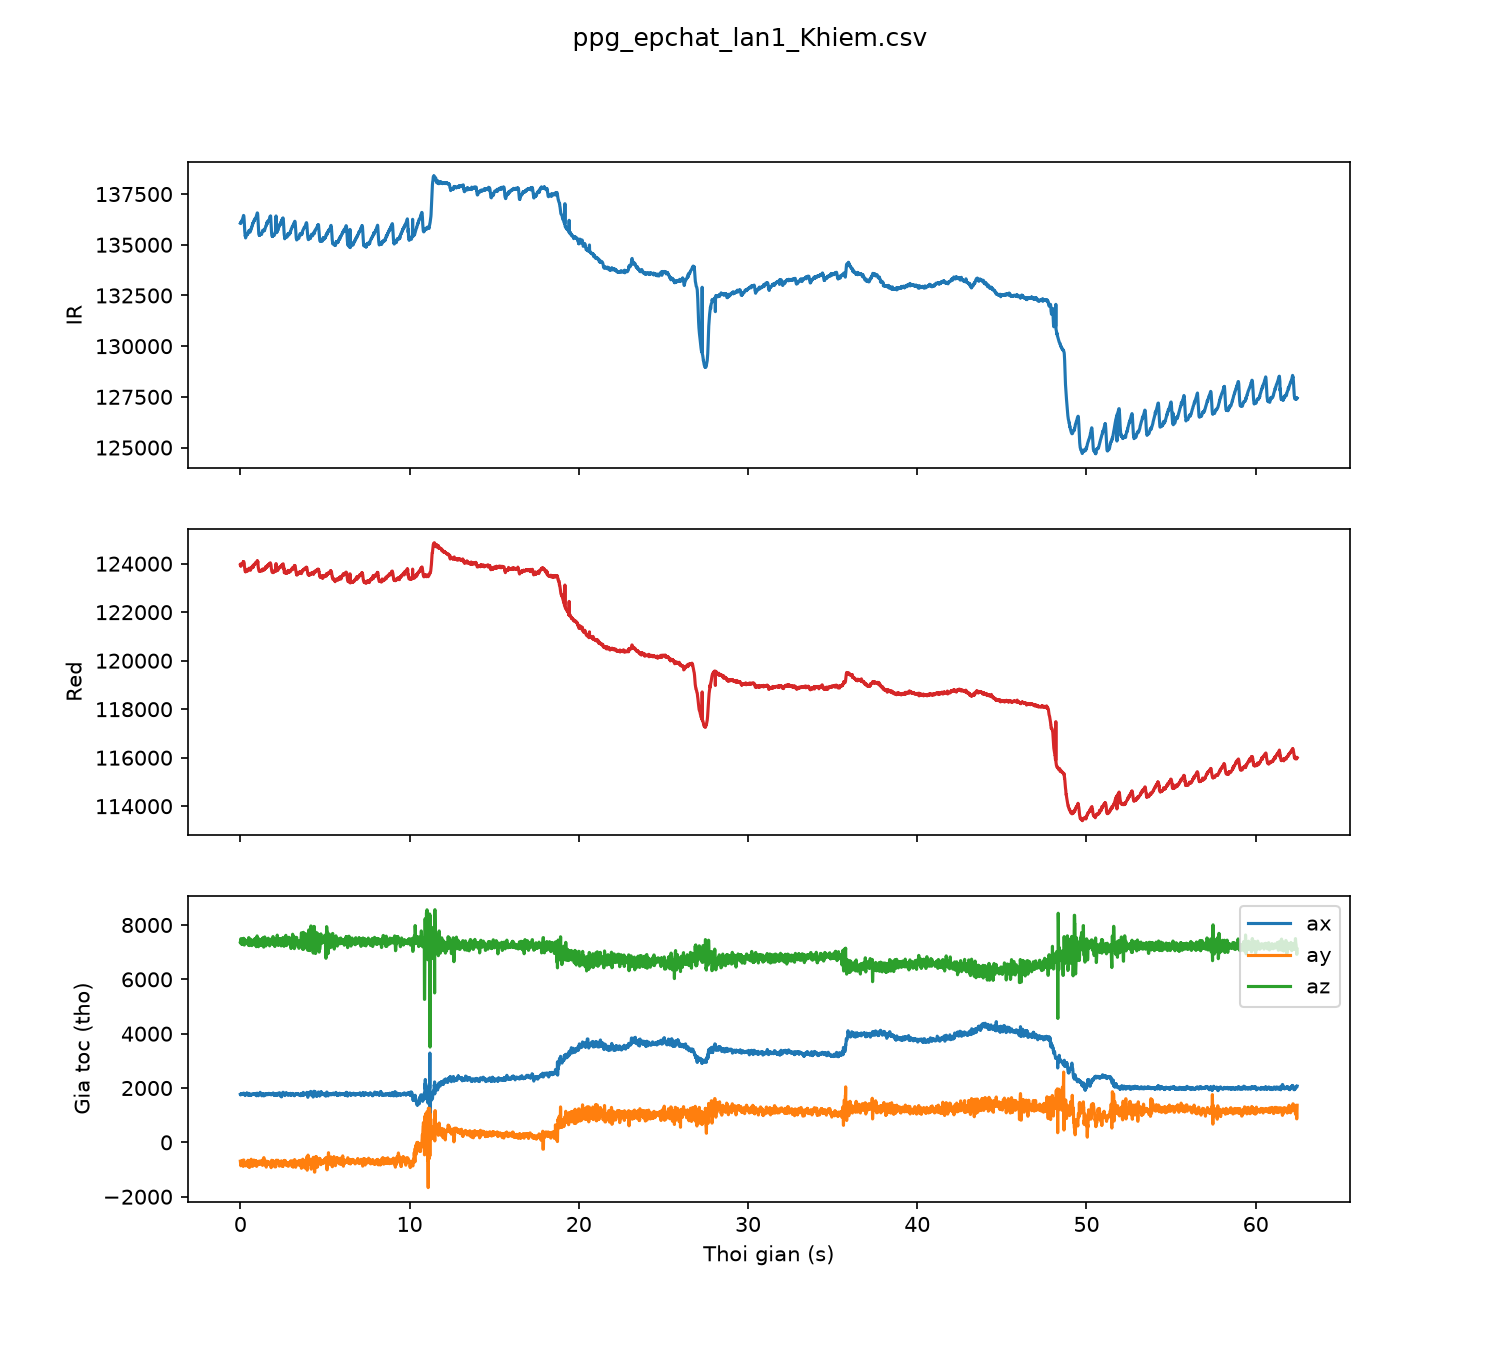 ppg_epchat_lan1_Khiem.csv
137500
135000
132500
130000
127500
125000
IR
124000
122000
120000
118000
116000
114000
Red
8000
6000
4000
2000
0
−2000
Gia toc (tho)
ax
ay
az
0 10 20 30 40 50 60
Thoi gian (s)